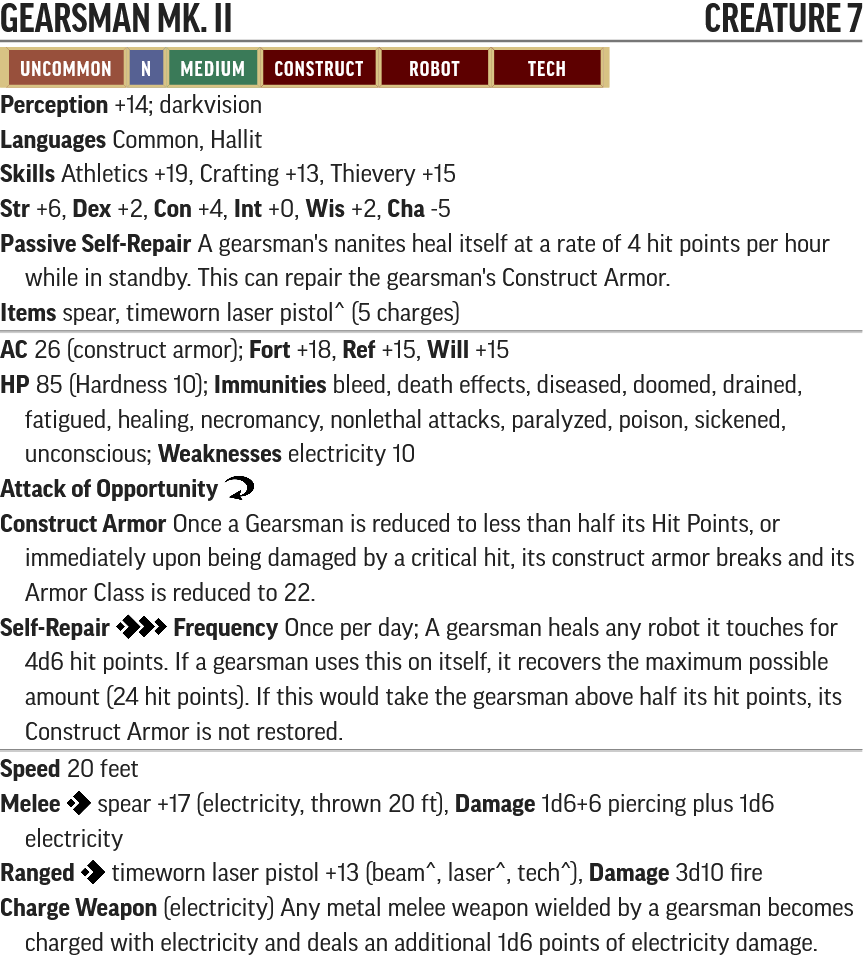 GEARSMAN MK. II CREATURE 7
UNCOMMON N MEDIUM CONSTRUCT ROBOT TECH
Perception +14; darkvision
Languages Common, Hallit
Skills Athletics +19, Crafting +13, Thievery +15
Str +6, Dex +2, Con +4, Int +0, Wis +2, Cha -5
Passive Self-Repair A gearsman's nanites heal itself at a rate of 4 hit points per hour
while in standby. This can repair the gearsman's Construct Armor.
Items spear, timeworn laser pistol^ (5 charges)
AC 26 (construct armor); Fort +18, Ref +15, Will +15
HP 85 (Hardness 10); Immunities bleed, death effects, diseased, doomed, drained,
fatigued, healing, necromancy, nonlethal attacks, paralyzed, poison, sickened,
unconscious; Weaknesses electricity 10
Attack of Opportunity
Construct Armor Once a Gearsman is reduced to less than half its Hit Points, or
immediately upon being damaged by a critical hit, its construct armor breaks and its
Armor Class is reduced to 22.
Self-Repair Frequency Once per day; A gearsman heals any robot it touches for
4d6 hit points. If a gearsman uses this on itself, it recovers the maximum possible
amount (24 hit points). If this would take the gearsman above half its hit points, its
Construct Armor is not restored.
Speed 20 feet
Melee spear +17 (electricity, thrown 20 ft), Damage 1d6+6 piercing plus 1d6
electricity
Ranged timeworn laser pistol +13 (beam^, laser^, tech^), Damage 3d10 fire
Charge Weapon (electricity) Any metal melee weapon wielded by a gearsman becomes
charged with electricity and deals an additional 1d6 points of electricity damage.